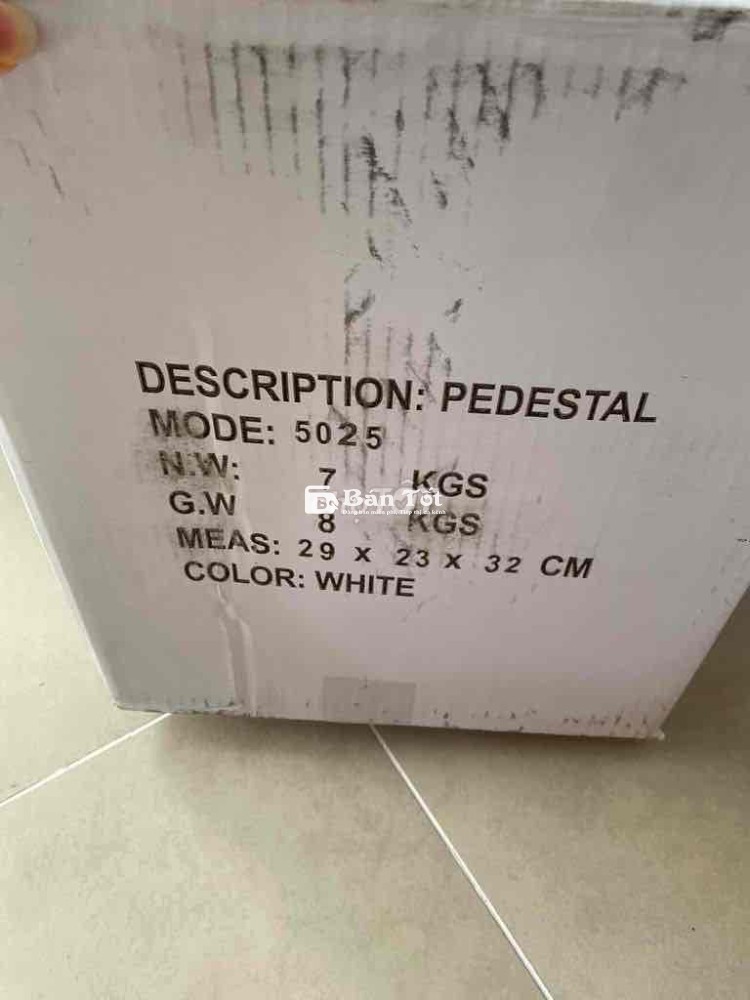 DESCRIPTION: PEDESTAL
MODE: 5025
N.W: 7 KGS
Bán Tốt
G.W 8 KGS
MEAS: 29 x 23 x 32 CM
COLOR: WHITE